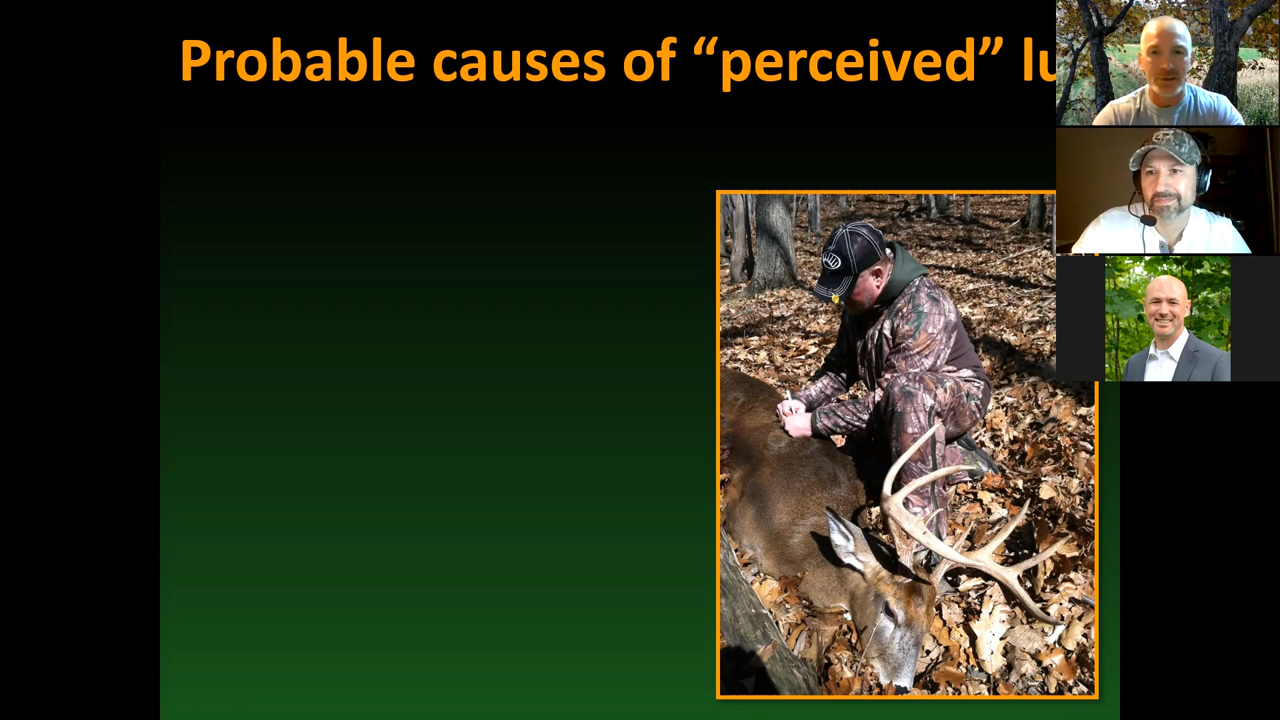 Probable causes of “perceived” lu